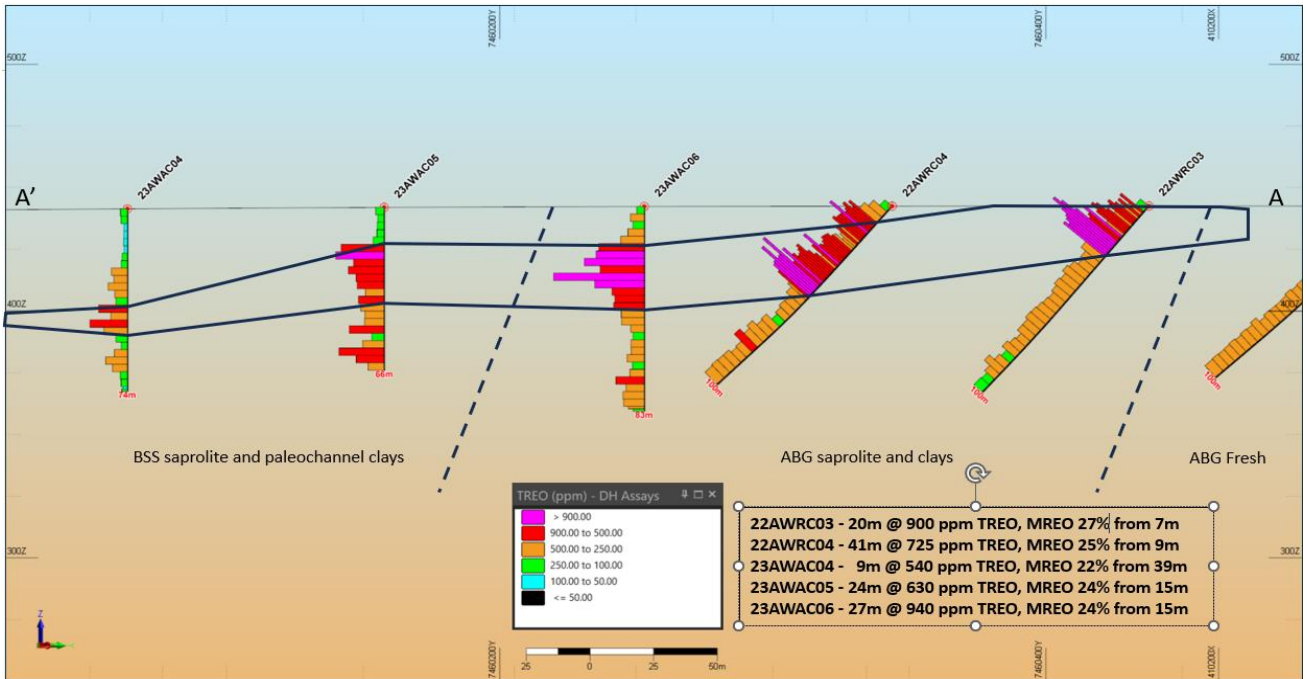 7460200Y
7460400Y
410200X
500Z
500Z
23AWAC04
23AWAC05
23AWAC06
22AWRC04
22AWRC03
A'
A
400Z
400Z
74m
66m
83m
100m
100m
100m
BSS saprolite and paleochannel clays
ABG saprolite and clays
ABG Fresh
TREO (ppm) - DH Assays
> 900.00
900.00 to 500.00
500.00 to 250.00
250.00 to 100.00
100.00 to 50.00
<= 50.00
22AWRC03 - 20m @ 900 ppm TREO, MREO 27% from 7m
22AWRC04 - 41m @ 725 ppm TREO, MREO 25% from 9m
23AWAC04 - 9m @ 540 ppm TREO, MREO 22% from 39m
23AWAC05 - 24m @ 630 ppm TREO, MREO 24% from 15m
23AWAC06 - 27m @ 940 ppm TREO, MREO 24% from 15m
300Z
300Z
Z
25 0 25 50m
7460200Y
7460400Y
410200X